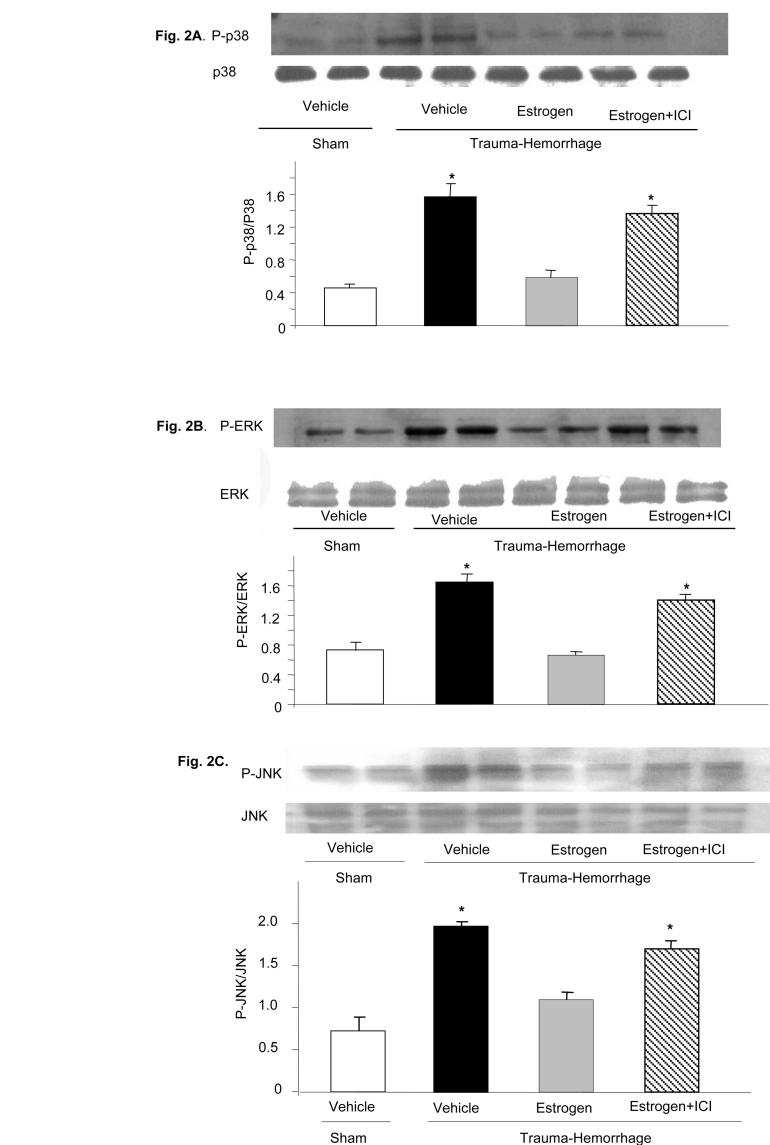 Fig. 2A. P-p38
p38
Vehicle Vehicle Estrogen Estrogen+ICI
Sham Trauma-Hemorrhage
P-p38/P38
*
*
1.6
1.2
0.8
0.4
0
Fig. 2B. P-ERK
ERK
Vehicle Vehicle Estrogen Estrogen+ICI
Sham Trauma-Hemorrhage
P-ERK/ERK
*
*
1.6
1.2
0.8
0.4
0
Fig. 2C. P-JNK
JNK
Vehicle Vehicle Estrogen Estrogen+ICI
Sham Trauma-Hemorrhage
P-JNK/JNK
*
*
2.0
1.5
1.0
0.5
0
Vehicle Vehicle Estrogen Estrogen+ICI
Sham Trauma-Hemorrhage